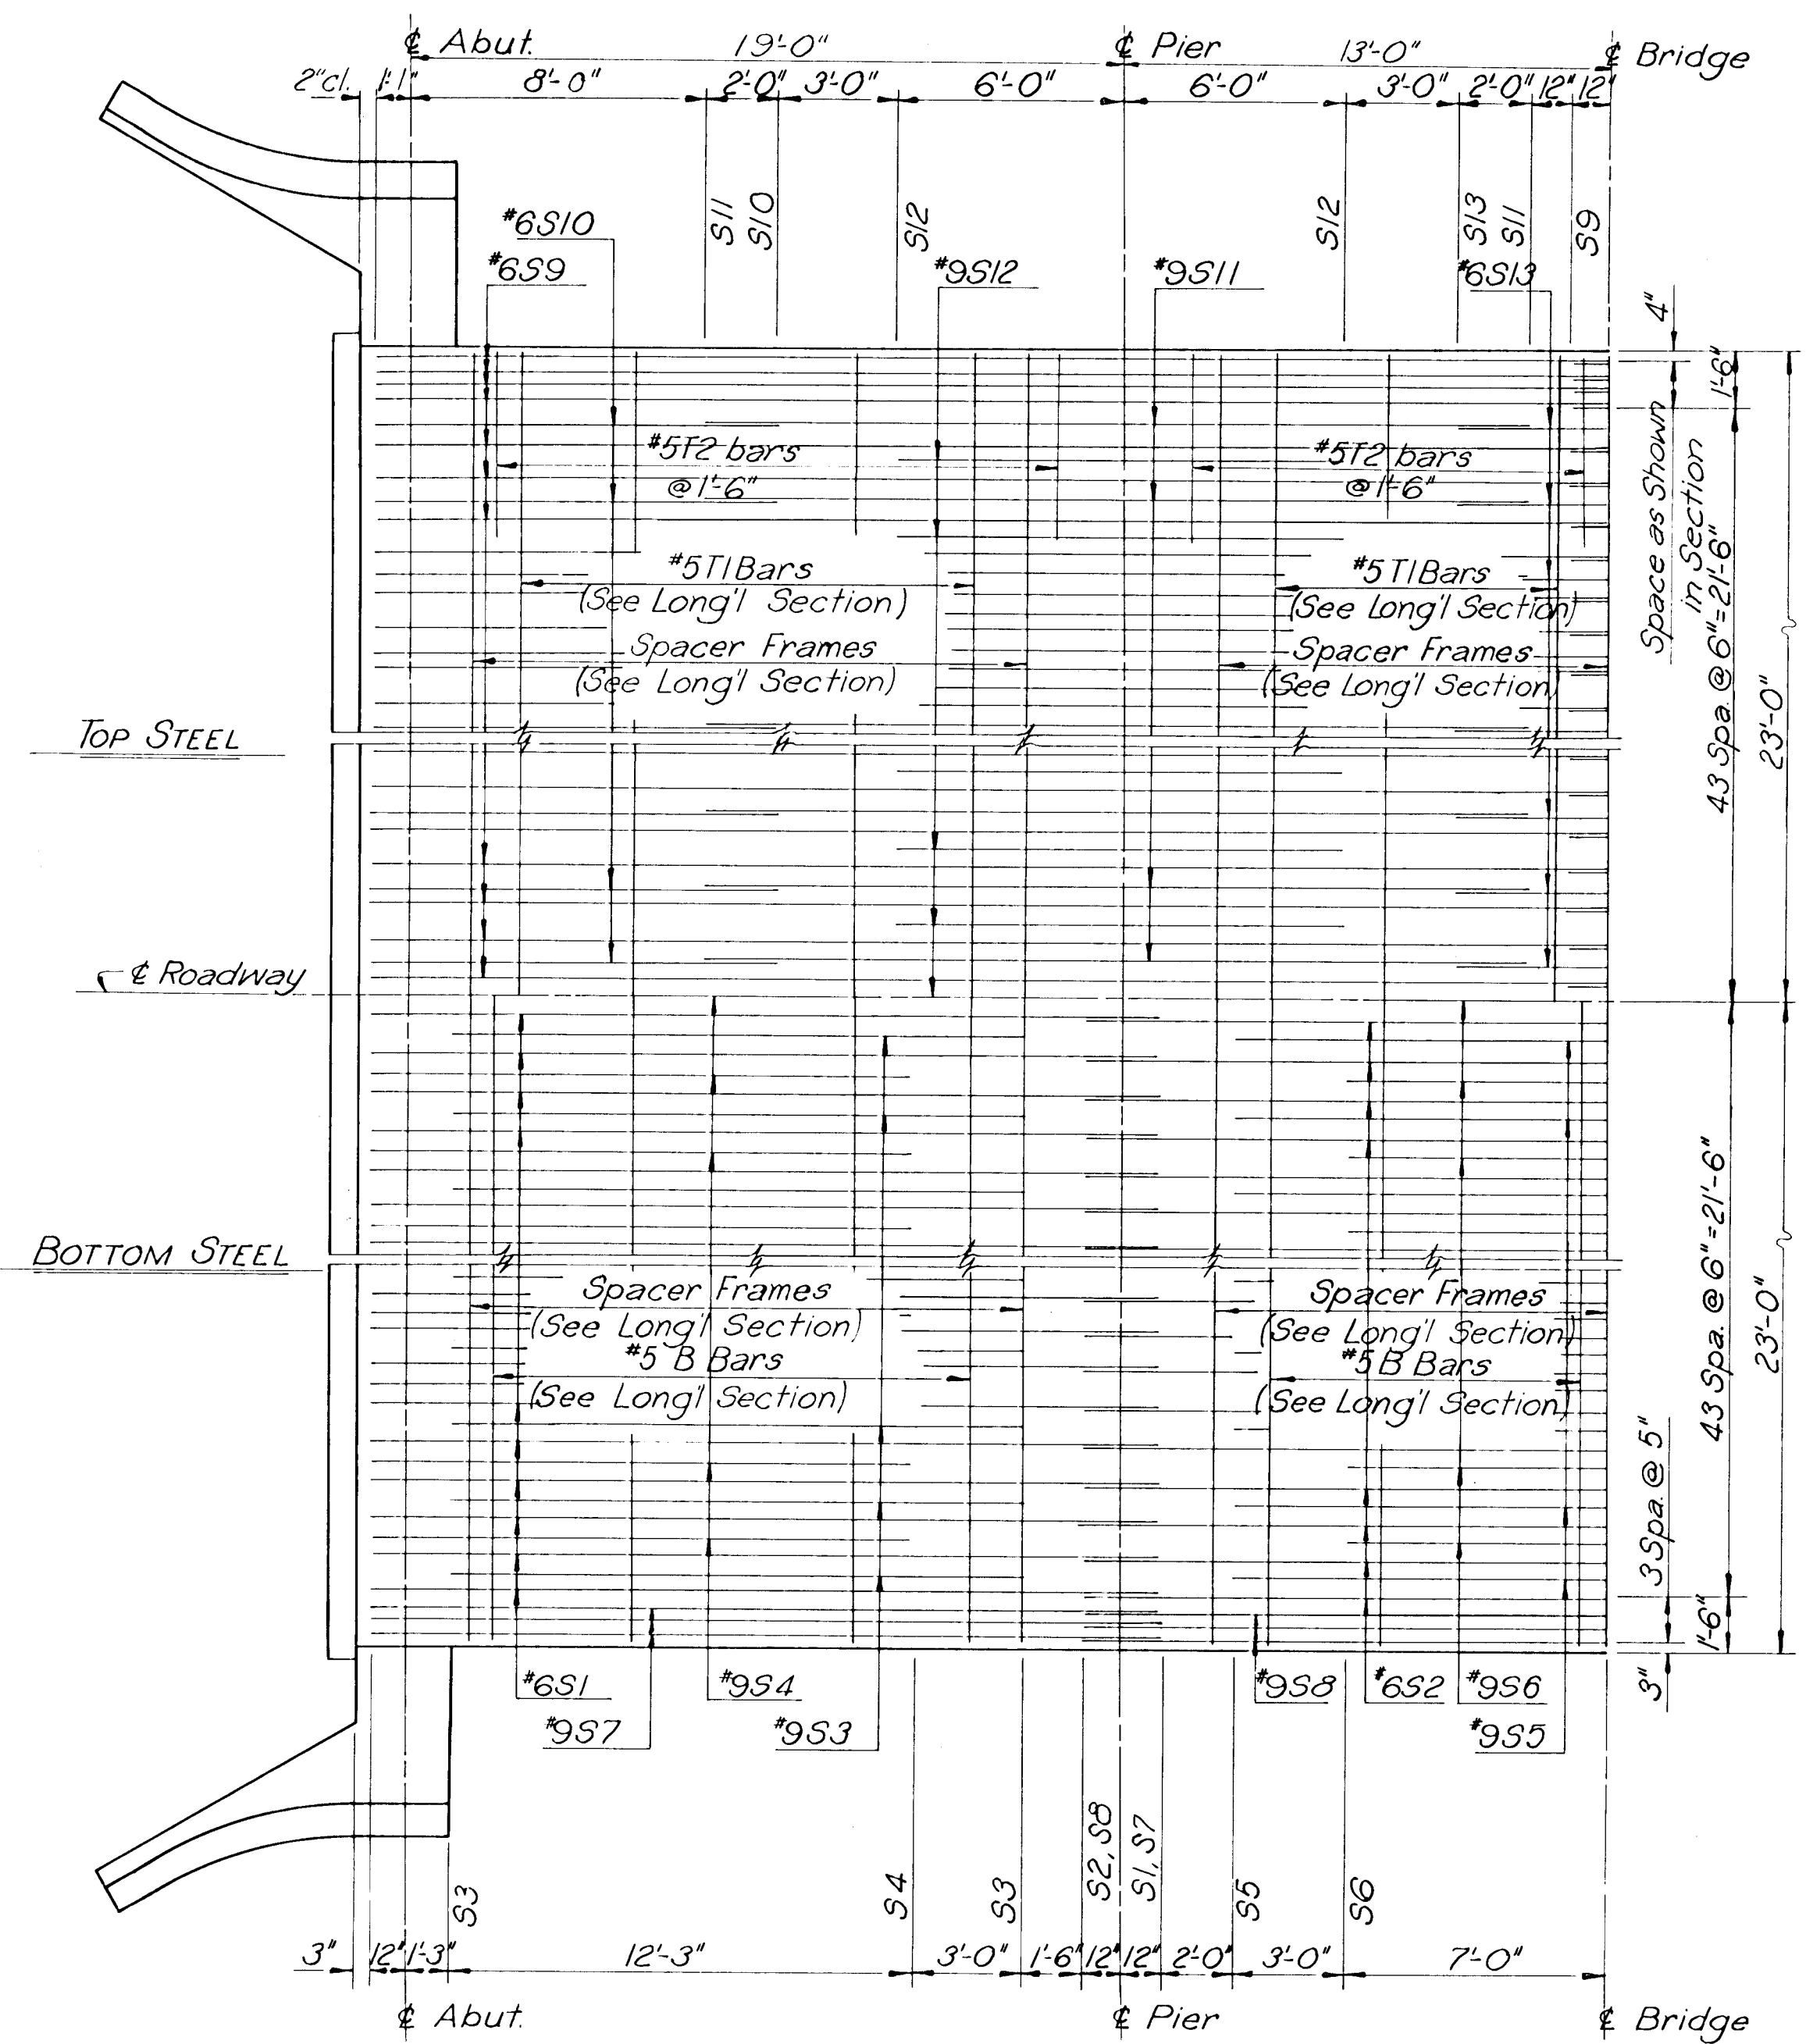 ℄ Abut.
19'-0"
℄ Pier
13'-0"
℄ Bridge
2"cl.
1'-1"
8'-0"
2'-0"
3'-0"
6'-0"
6'-0"
3'-0"
2'-0"
12"
12"
S11
S10
S12
S12
S13
S11
S9
#6S10
#6S9
#9S12
#9S11
#6S13
4"
1'-6"
Space as Shown
in Section
43 Spa. @ 6"=21'-6"
23'-0"
#5T2 bars
@ 1'-6"
#5T2 bars
@ 1'-6"
#5T1 Bars
(See Long'l Section)
#5T1 Bars
(See Long'l Section)
Spacer Frames
(See Long'l Section)
Spacer Frames
(See Long'l Section)
TOP STEEL
℄ Roadway
BOTTOM STEEL
Spacer Frames
(See Long'l Section)
#5 B Bars
(See Long'l Section)
Spacer Frames
(See Long'l Section)
#5 B Bars
(See Long'l Section)
43 Spa. @ 6"=21'-6"
23'-0"
3 Spa. @ 5"
1'-6"
3"
#6S1
#9S4
#9S8
#6S2
#9S6
#9S7
#9S3
#9S5
S3
S4
S3
S2, S8
S1, S7
S5
S6
3"
12"
1'-3"
12'-3"
3'-0"
1'-6"
12"
12"
2'-0"
3'-0"
7'-0"
℄ Abut.
℄ Pier
℄ Bridge